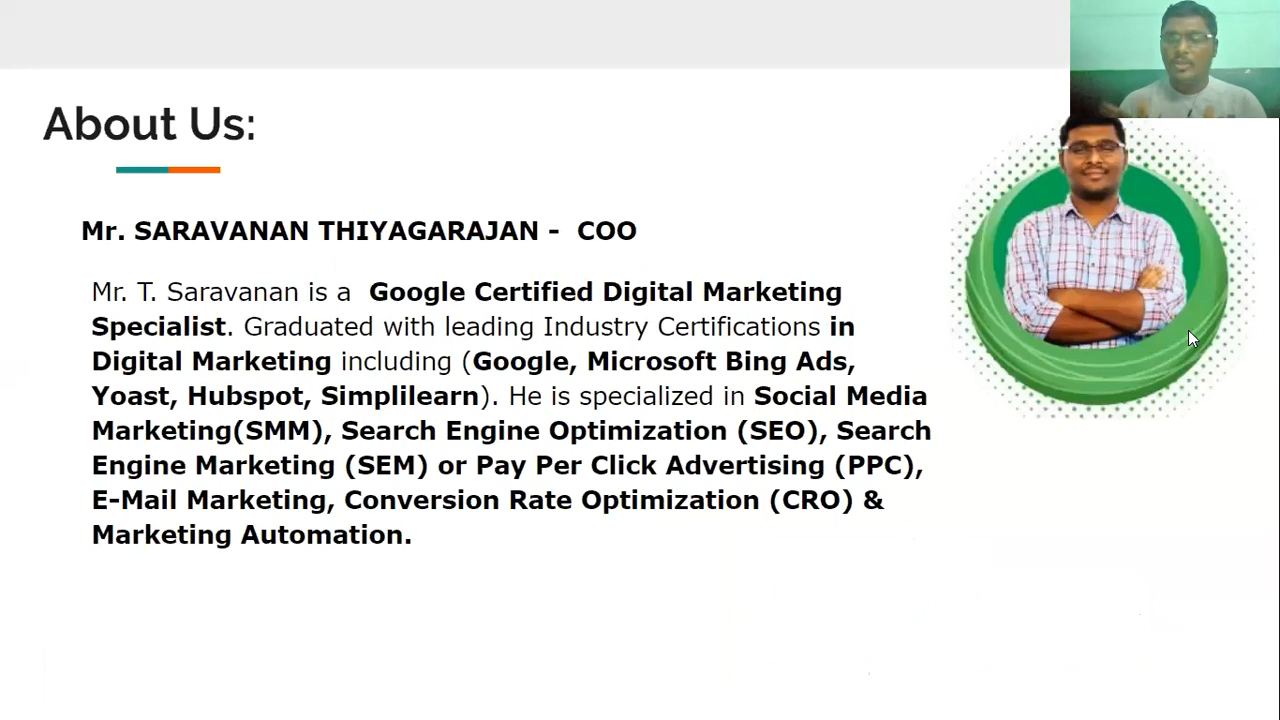 About Us:
Mr. SARAVANAN THIYAGARAJAN - COO
Mr. T. Saravanan is a Google Certified Digital Marketing
Specialist. Graduated with leading Industry Certifications in
Digital Marketing including (Google, Microsoft Bing Ads,
Yoast, Hubspot, Simplilearn). He is specialized in Social Media
Marketing(SMM), Search Engine Optimization (SEO), Search
Engine Marketing (SEM) or Pay Per Click Advertising (PPC),
E-Mail Marketing, Conversion Rate Optimization (CRO) &
Marketing Automation.